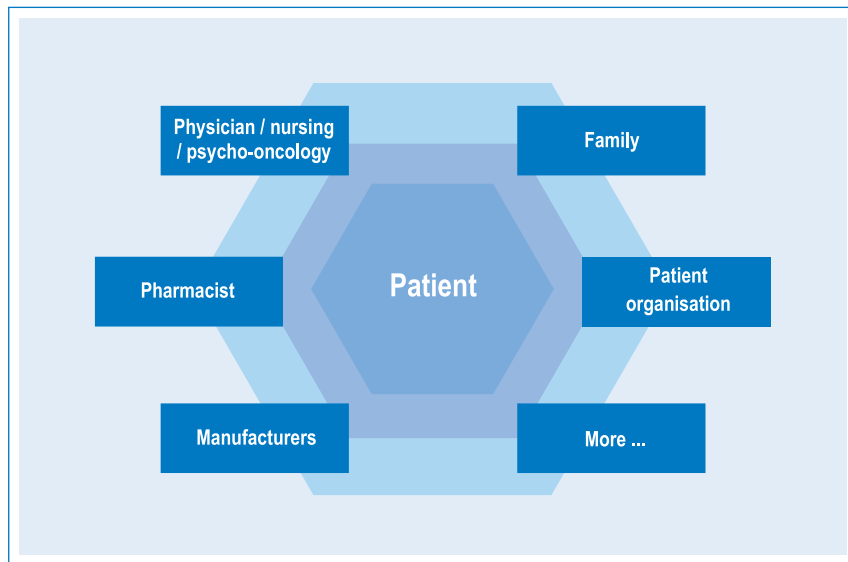 Physician / nursing
/ psycho-oncology
Family
Pharmacist
Patient
Patient
organisation
Manufacturers
More ...